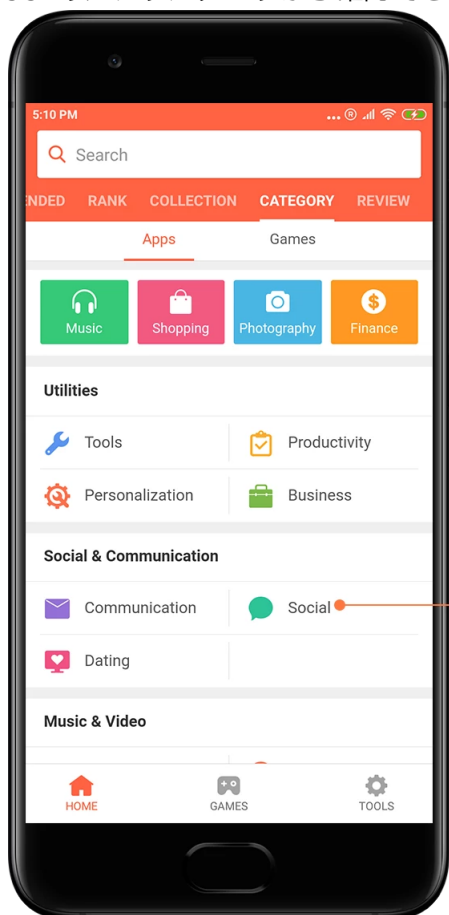 5:10 PM
Search
NDED RANK COLLECTION CATEGORY REVIEW
Apps Games
Music Shopping Photography Finance
Utilities
Tools Productivity
Personalization Business
Social & Communication
Communication Social
Dating
Music & Video
HOME GAMES TOOLS